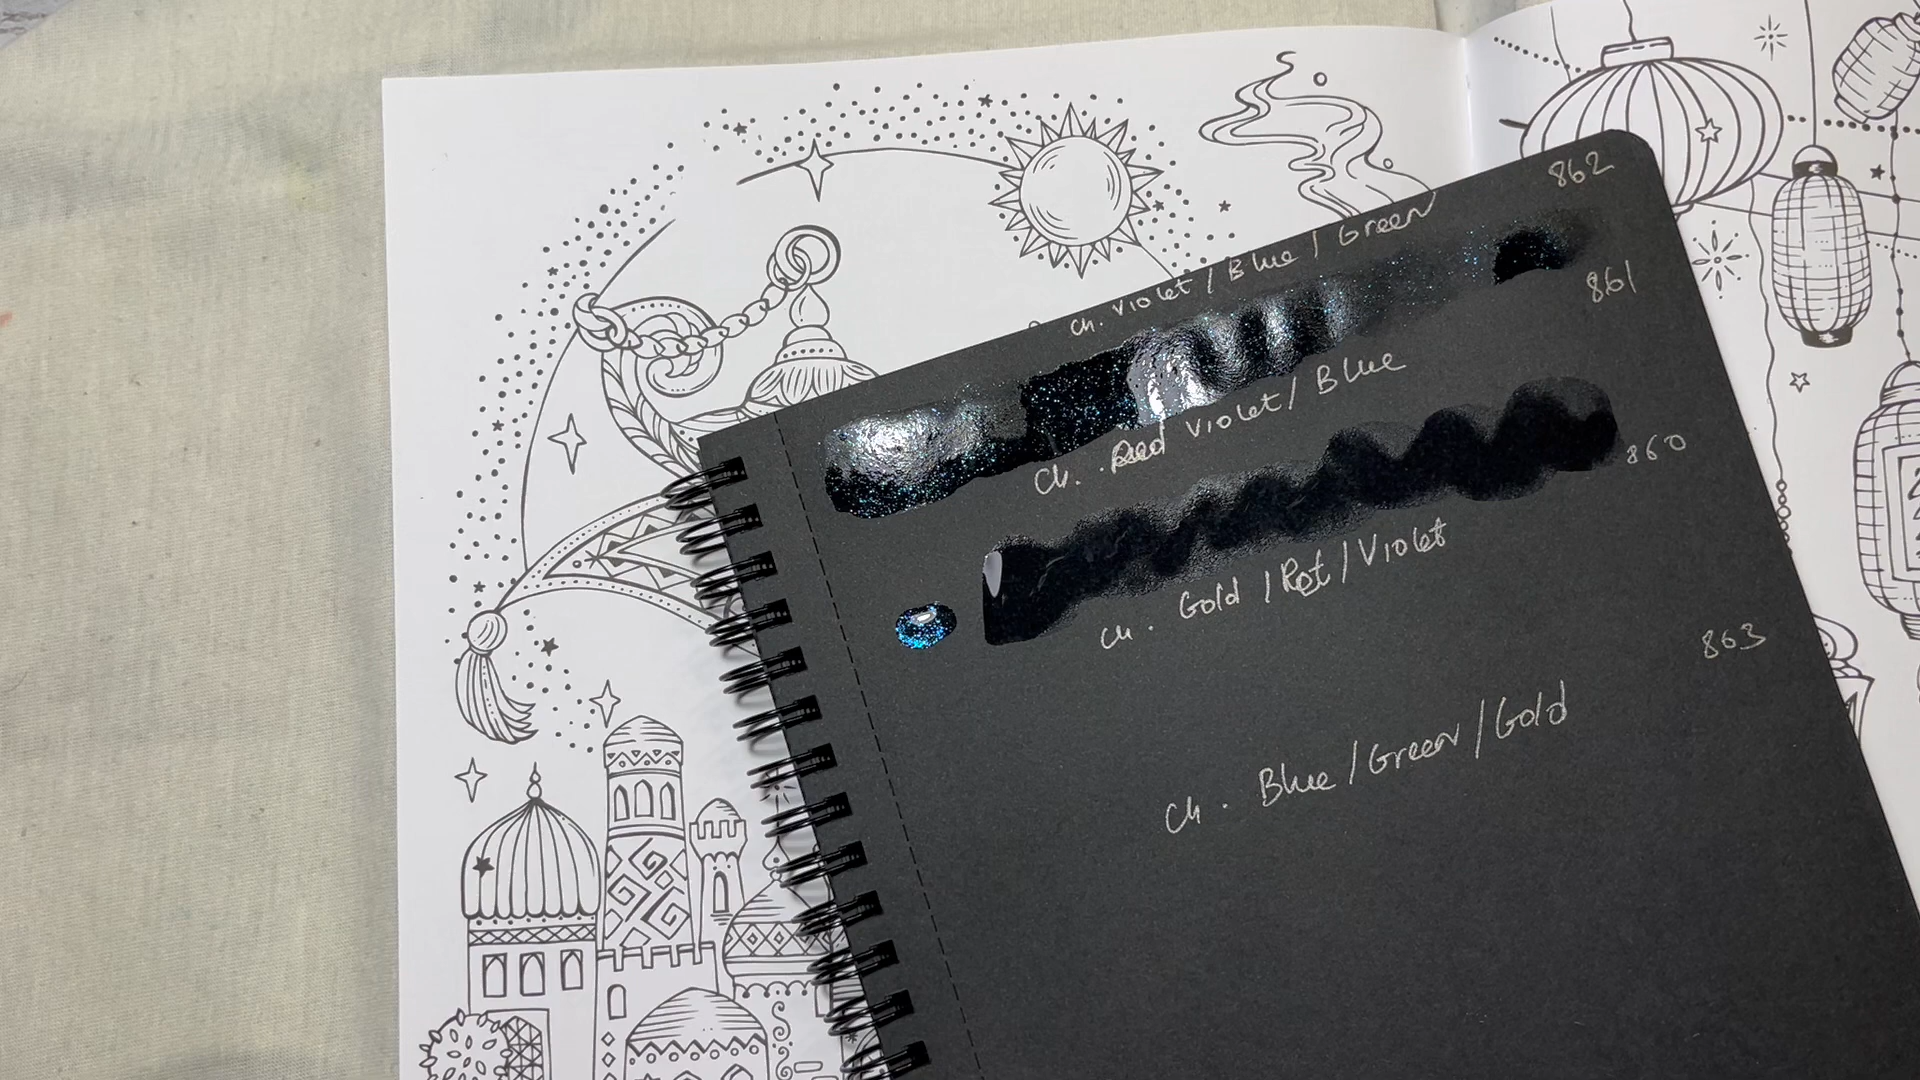 862
Ch. Violet / Blue / Green
861
Ch. Red Violet / Blue
860
Ch. Gold / Rot / Violet
863
Ch. Blue / Green / Gold